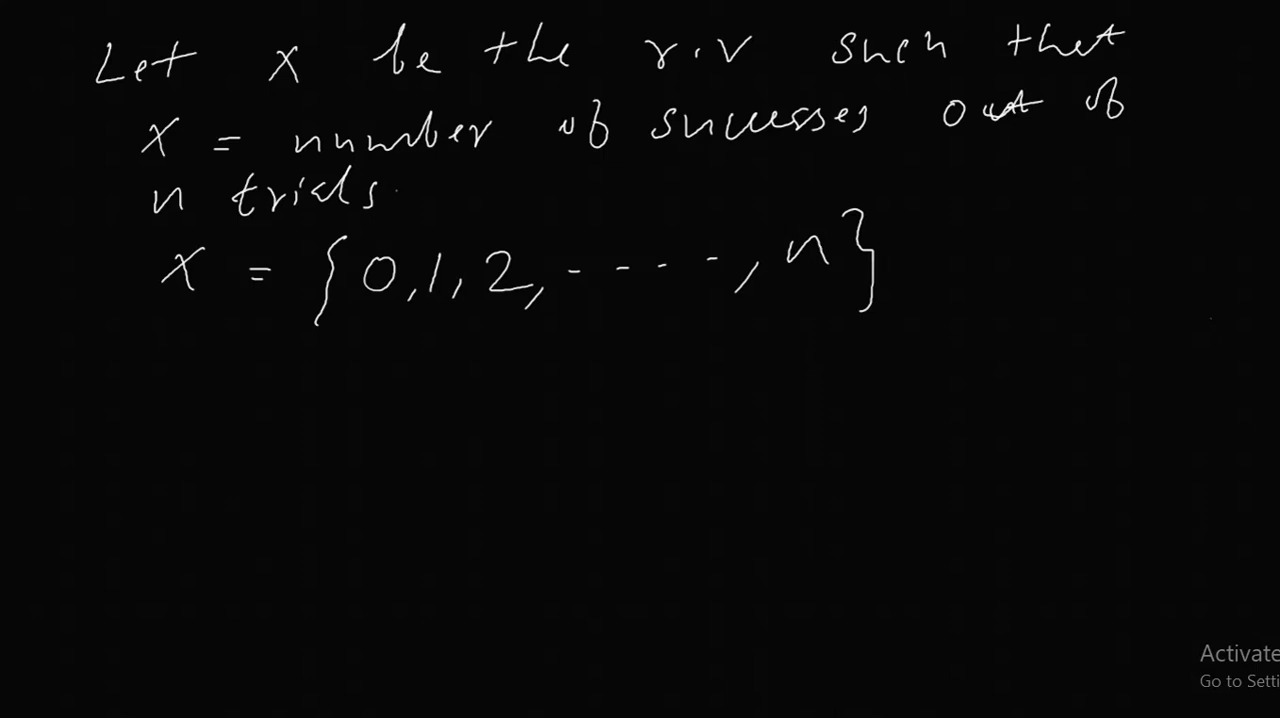 Let X be the r.v such that
X = number of successes out of
n trials.
X = {0,1,2,-----,n}
Activate
Go to Setti